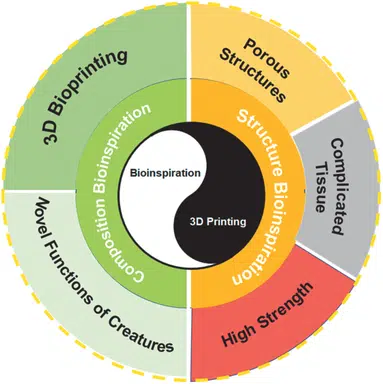 3D Bioprinting
Porous
Structures
Complicated
Tissue
High Strength
Novel Functions of Creatures
Composition Bioinspiration
Structure Bioinspiration
Bioinspiration
3D Printing